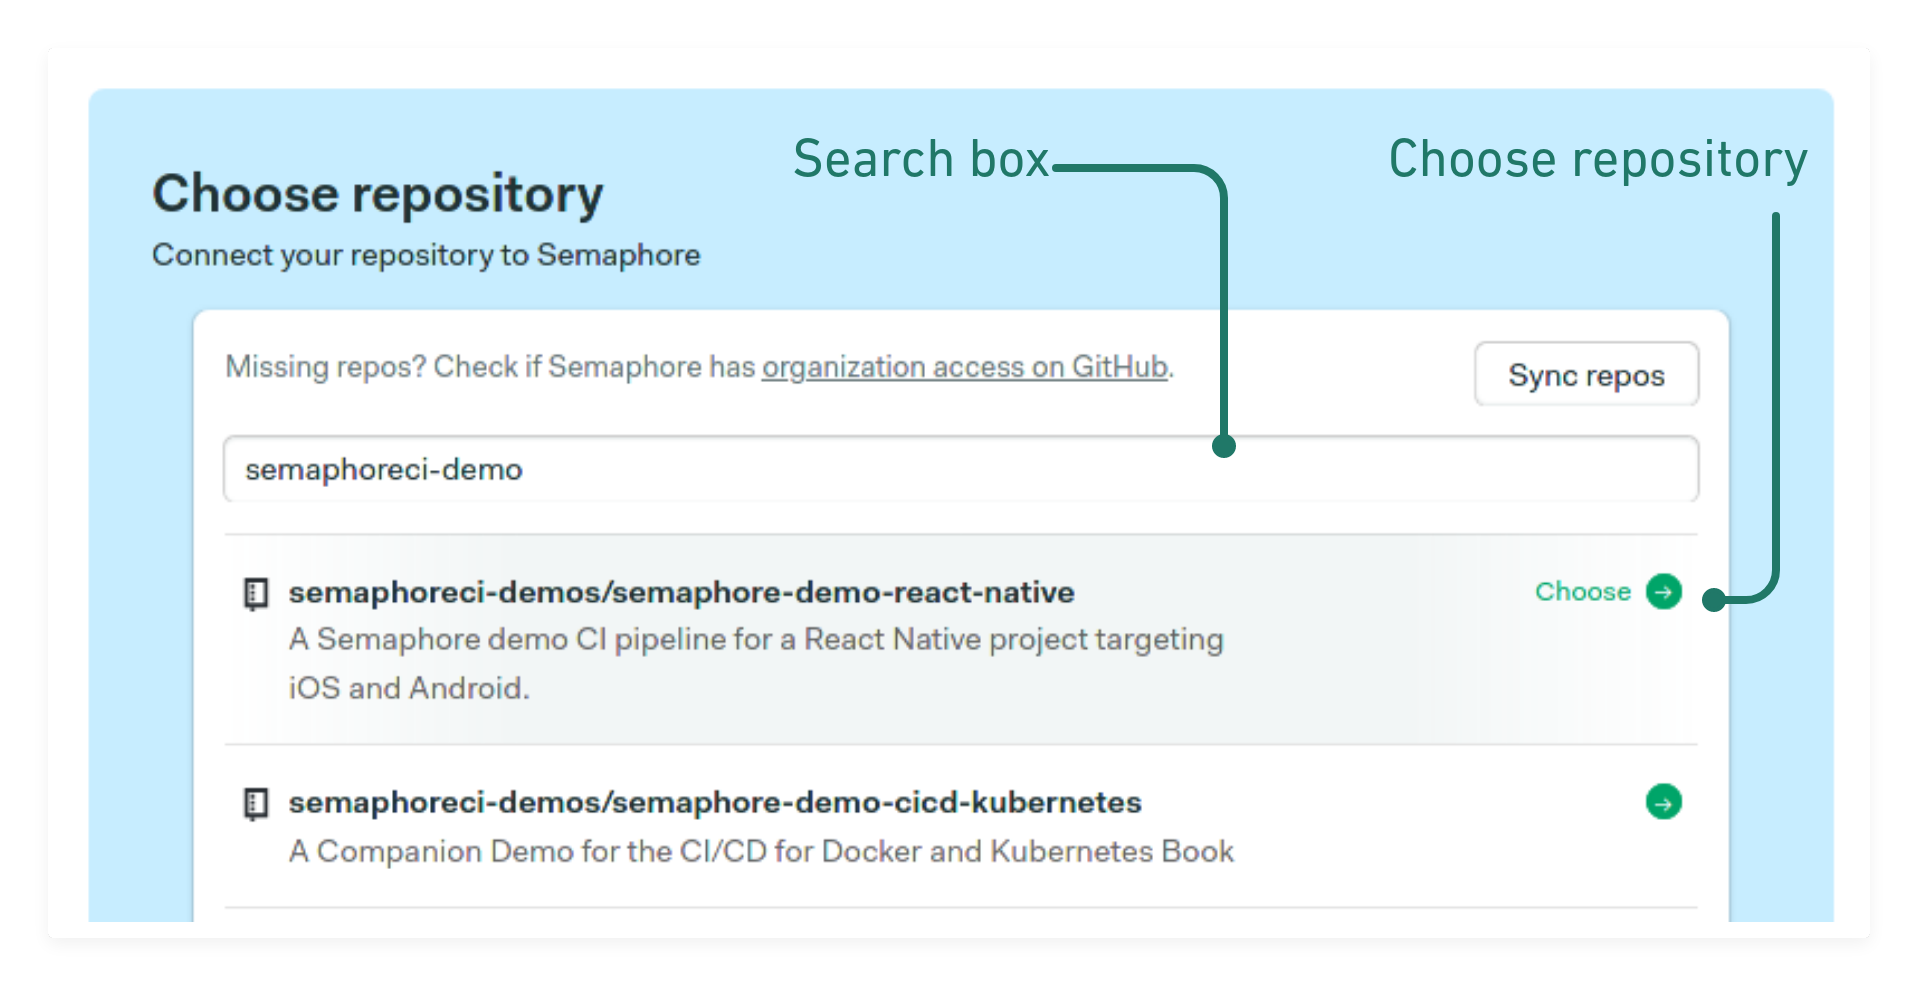 Search box
Choose repository
Choose repository
Connect your repository to Semaphore
Missing repos? Check if Semaphore has organization access on GitHub.
Sync repos
semaphoreci-demo
semaphoreci-demos/semaphore-demo-react-native
Choose
A Semaphore demo CI pipeline for a React Native project targeting
iOS and Android.
semaphoreci-demos/semaphore-demo-cicd-kubernetes
A Companion Demo for the CI/CD for Docker and Kubernetes Book